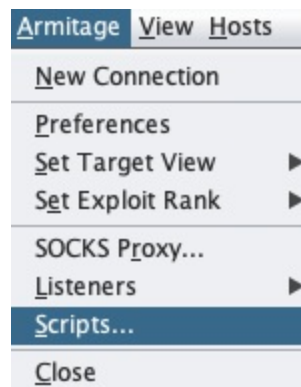 Armitage View Hosts
New Connection
Preferences
Set Target View
Set Exploit Rank
SOCKS Proxy...
Listeners
Scripts...
Close